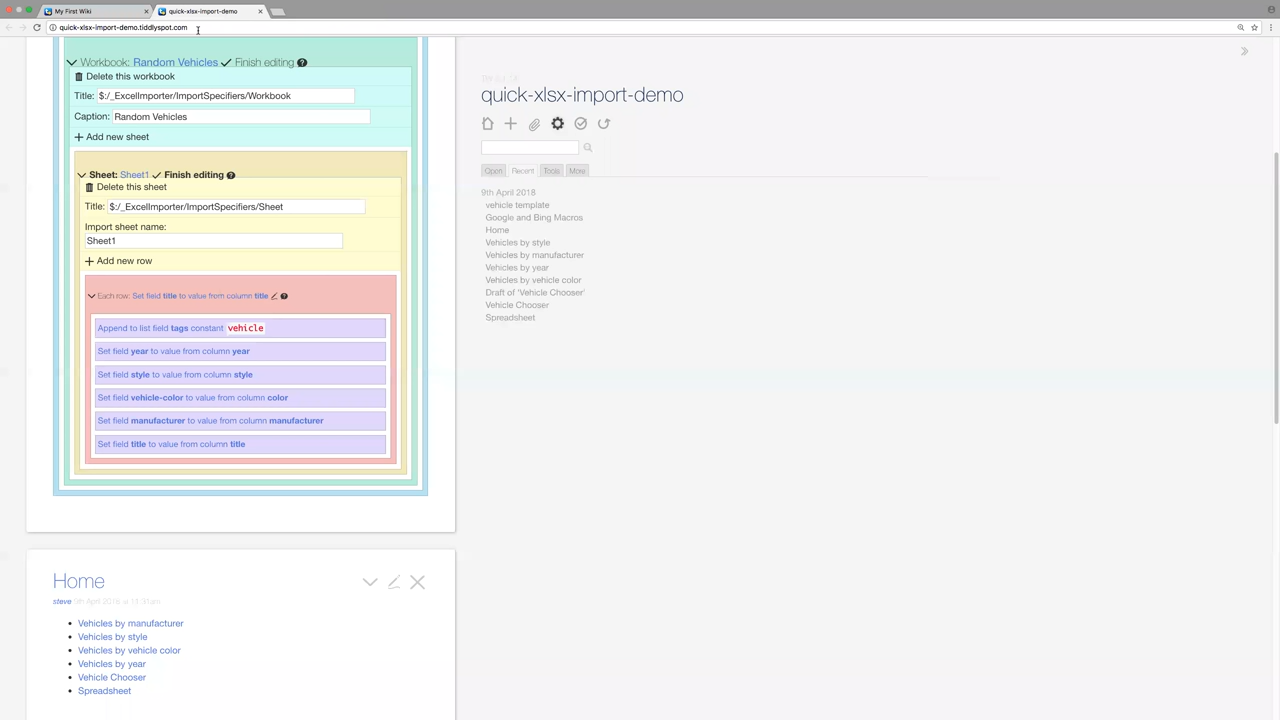 My First Wiki
quick-xlsx-import-demo
quick-xlsx-import-demo.tiddlyspot.com
Workbook: Random Vehicles Finish editing ?
Delete this workbook
Title: $:/_ExcelImporter/ImportSpecifiers/Workbook
Caption: Random Vehicles
Add new sheet
Sheet: Sheet1 Finish editing ?
Delete this sheet
Title: $:/_ExcelImporter/ImportSpecifiers/Sheet
Import sheet name:
Sheet1
Add new row
Each row: Set field title to value from column title ?
Append to list field tags constant vehicle
Set field year to value from column year
Set field style to value from column style
Set field vehicle-color to value from column color
Set field manufacturer to value from column manufacturer
Set field title to value from column title
Home
steve
Vehicles by manufacturer
Vehicles by style
Vehicles by vehicle color
Vehicles by year
Vehicle Chooser
Spreadsheet
quick-xlsx-import-demo
Open Recent Tools More
9th April 2018
vehicle template
Google and Bing Macros
Home
Vehicles by style
Vehicles by manufacturer
Vehicles by year
Vehicles by vehicle color
Draft of 'Vehicle Chooser'
Vehicle Chooser
Spreadsheet